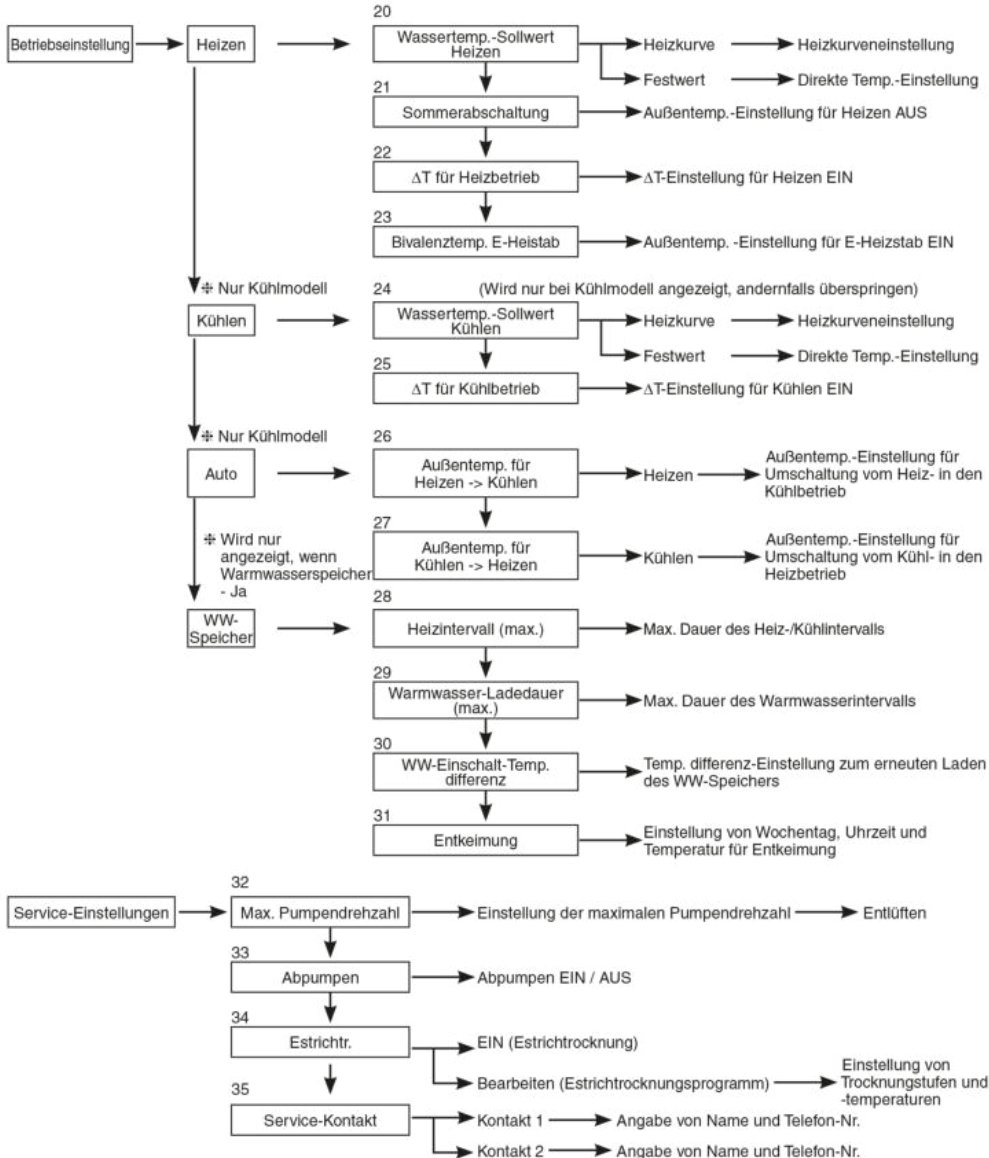 20
Betriebseinstellung
Heizen
Wassertemp.-Sollwert
Heizen
Heizkurve
Heizkurveneinstellung
Festwert
Direkte Temp.-Einstellung
21
Sommerabschaltung
Außentemp.-Einstellung für Heizen AUS
22
ΔT für Heizbetrieb
ΔT-Einstellung für Heizen EIN
23
Bivalenztemp. E-Heistab
Außentemp. -Einstellung für E-Heizstab EIN
❉ Nur Kühlmodell
24
(Wird nur bei Kühlmodell angezeigt, andernfalls überspringen)
Kühlen
Wassertemp.-Sollwert
Kühlen
Heizkurve
Heizkurveneinstellung
Festwert
Direkte Temp.-Einstellung
25
ΔT für Kühlbetrieb
ΔT-Einstellung für Kühlen EIN
❉ Nur Kühlmodell
26
Auto
Außentemp. für
Heizen -> Kühlen
Heizen
Außentemp.-Einstellung für
Umschaltung vom Heiz- in den
Kühlbetrieb
27
Außentemp. für
Kühlen -> Heizen
Kühlen
Außentemp.-Einstellung für
Umschaltung vom Kühl- in den
Heizbetrieb
❉ Wird nur
angezeigt, wenn
Warmwasserspeicher
- Ja
28
WW-
Speicher
Heizintervall (max.)
Max. Dauer des Heiz-/Kühlintervalls
29
Warmwasser-Ladedauer
(max.)
Max. Dauer des Warmwasserintervalls
30
WW-Einschalt-Temp.
differenz
Temp. differenz-Einstellung zum erneuten Laden
des WW-Speichers
31
Entkeimung
Einstellung von Wochentag, Uhrzeit und
Temperatur für Entkeimung
32
Service-Einstellungen
Max. Pumpendrehzahl
Einstellung der maximalen Pumpendrehzahl
Entlüften
33
Abpumpen
Abpumpen EIN / AUS
34
Estrichtr.
EIN (Estrichtrocknung)
Bearbeiten (Estrichtrocknungsprogramm)
Einstellung von
Trocknungstufen und
-temperaturen
35
Service-Kontakt
Kontakt 1
Angabe von Name und Telefon-Nr.
Kontakt 2
Angabe von Name und Telefon-Nr.